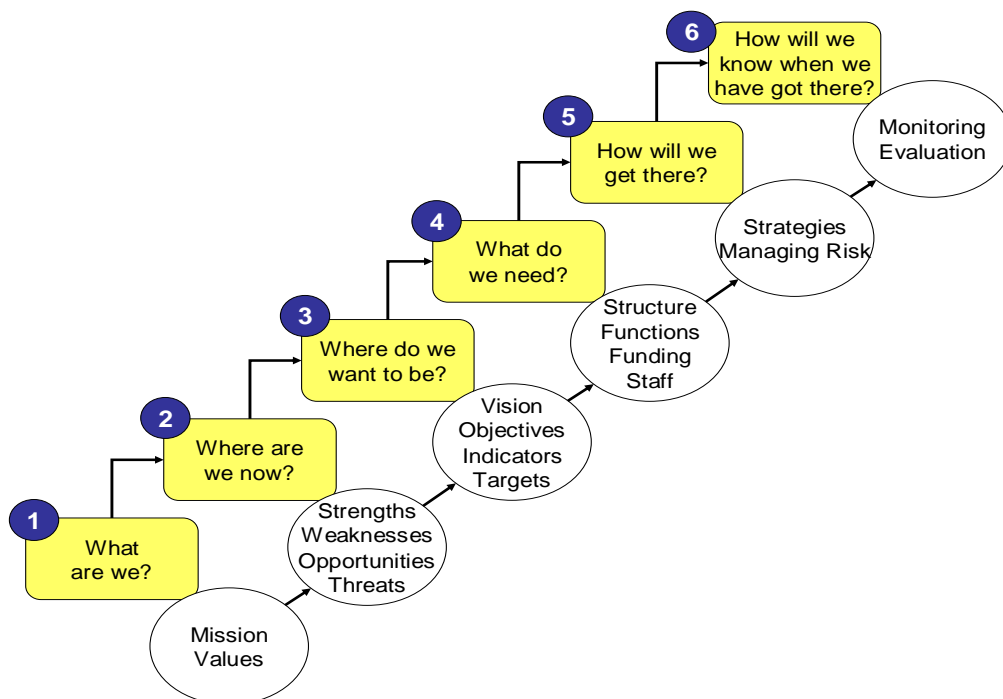 1
What
are we?
Mission
Values
2
Where are
we now?
Strengths
Weaknesses
Opportunities
Threats
3
Where do we
want to be?
Vision
Objectives
Indicators
Targets
4
What do
we need?
Structure
Functions
Funding
Staff
5
How will we
get there?
Strategies
Managing Risk
6
How will we
know when we
have got there?
Monitoring
Evaluation